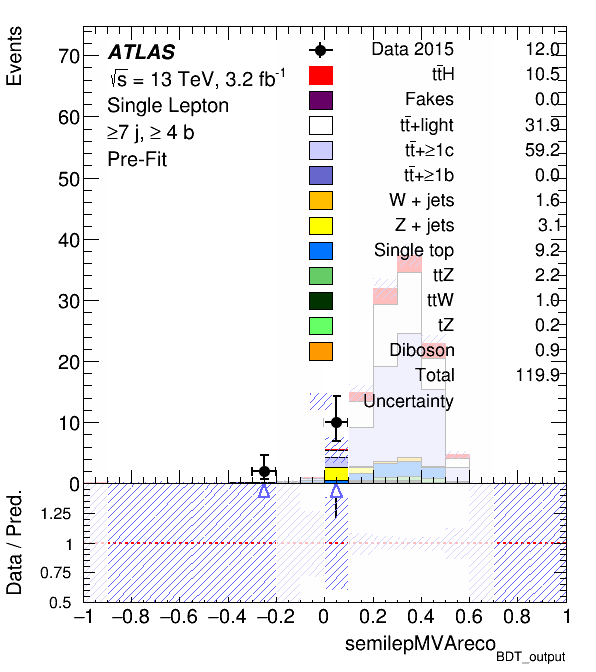 Events
70
60
50
40
30
20
10
0
ATLAS
√s = 13 TeV, 3.2 fb-1
Single Lepton
≥7 j, ≥ 4 b
Pre-Fit
Data 2015 12.0
tt̄H 10.5
Fakes 0.0
tt̄+light 31.9
tt̄+≥1c 59.2
tt̄+≥1b 0.0
W + jets 1.6
Z + jets 3.1
Single top 9.2
ttZ 2.2
ttW 1.0
tZ 0.2
Diboson 0.9
Total 119.9
Uncertainty
Data / Pred.
1.25
1
0.75
0.5
−1 −0.8 −0.6 −0.4 −0.2 0 0.2 0.4 0.6 0.8 1
semilepMVAreco_BDT_output